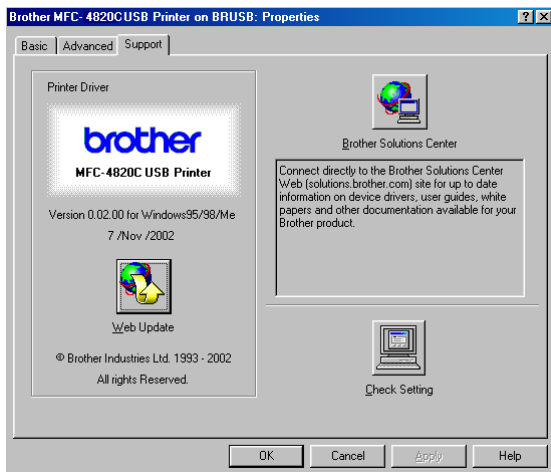 Brother MFC- 4820CUSB Printer on BRUSB: Properties
Basic
Advanced
Support
Printer Driver
brother
MFC-4820C USB Printer
Version 0.02.00 for Windows95/98/Me
7 /Nov /2002
Web Update
© Brother Industries Ltd. 1993 - 2002
All rights Reserved.
Brother Solutions Center
Connect directly to the Brother Solutions Center
Web (solutions.brother.com) site for up to date
information on device drivers, user guides, white
papers and other documentation available for your
Brother product.
Check Setting
OK
Cancel
Apply
Help